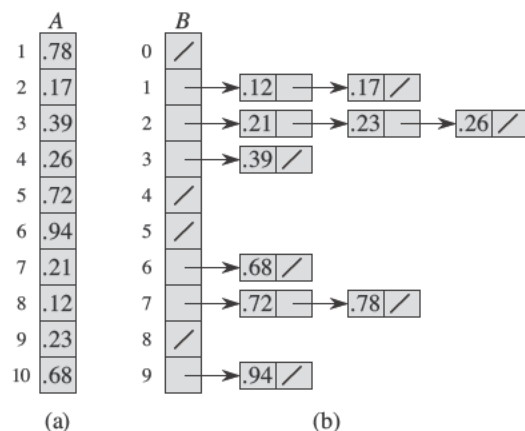 A B
1 .78 0
2 .17 1 .12 .17
3 .39 2 .21 .23 .26
4 .26 3 .39
5 .72 4
6 .94 5
7 .21 6 .68
8 .12 7 .72 .78
9 .23 8
10 .68 9 .94
(a) (b)